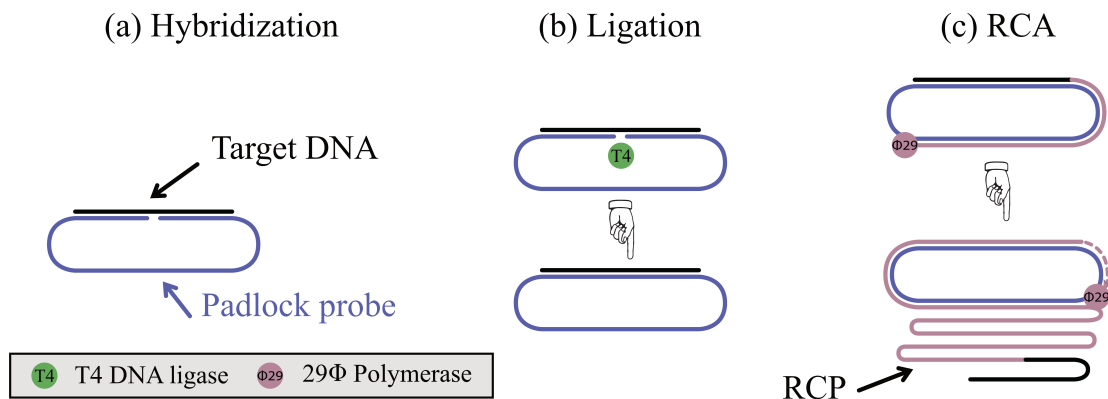 (a) Hybridization
(b) Ligation
(c) RCA
Target DNA
Padlock probe
T4
Φ29
Φ29
RCP
T4 T4 DNA ligase Φ29 29Φ Polymerase